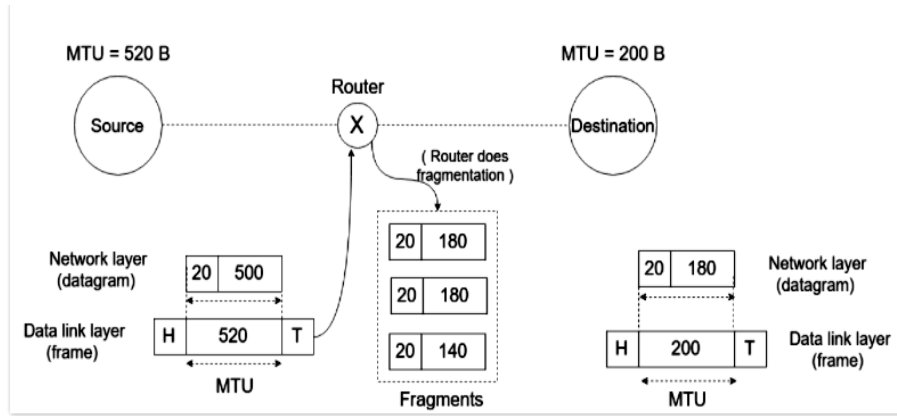 MTU = 520 B
MTU = 200 B
Router
Source
X
Destination
( Router does
fragmentation )
20 180
Network layer
(datagram)
20 500
20 180
20 180
Network layer
(datagram)
Data link layer
(frame)
H 520 T
20 140
H 200 T
Data link layer
(frame)
MTU
Fragments
MTU